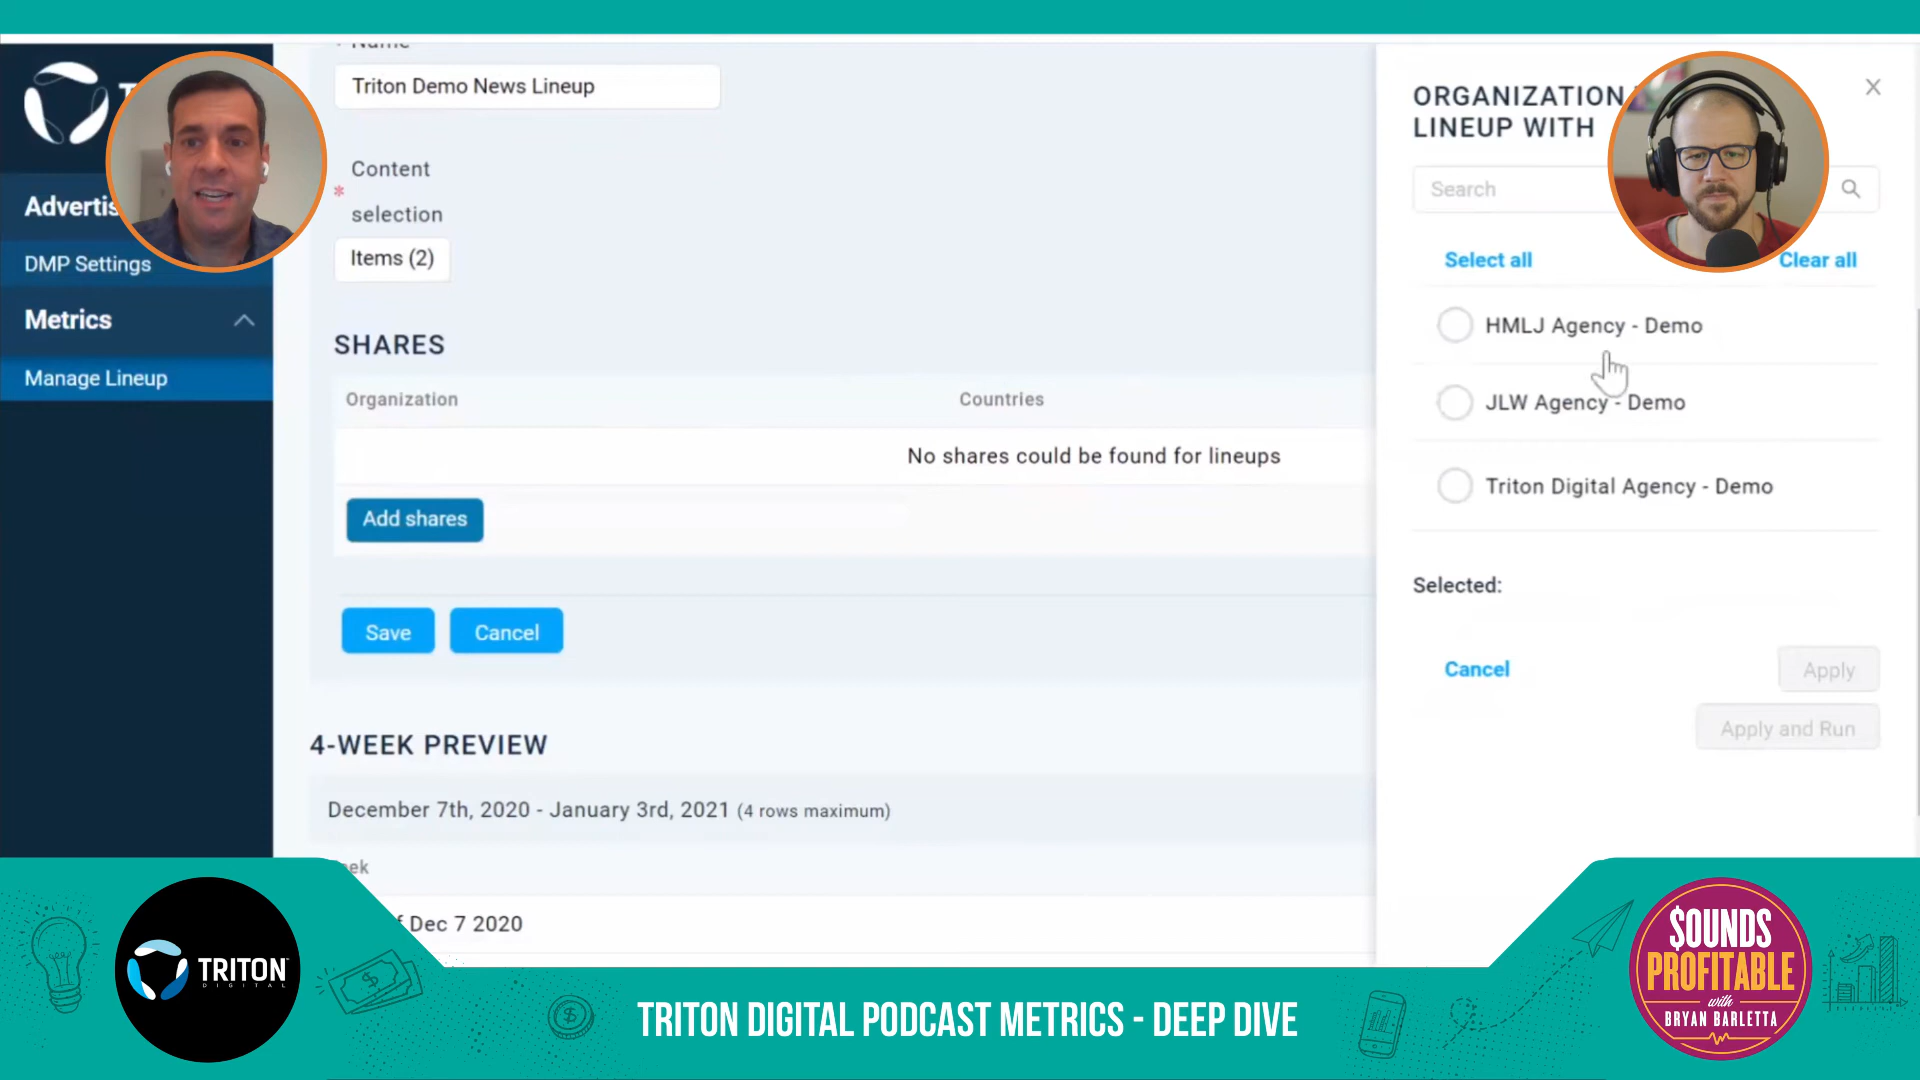 Name
Triton Demo News Lineup
Content
*
selection
Items (2)
SHARES
Organization
Countries
No shares could be found for lineups
Add shares
Save
Cancel
4-WEEK PREVIEW
December 7th, 2020 - January 3rd, 2021 (4 rows maximum)
Dec 7 2020
DMP Settings
Metrics
Manage Lineup
ORGANIZATION
LINEUP WITH
X
Search
Select all
Clear all
HMLJ Agency - Demo
JLW Agency - Demo
Triton Digital Agency - Demo
Selected:
Cancel
Apply
Apply and Run
TRITON
DIGITAL
TRITON DIGITAL PODCAST METRICS - DEEP DIVE
$OUNDS
PROFITABLE
with
BRYAN BARLETTA